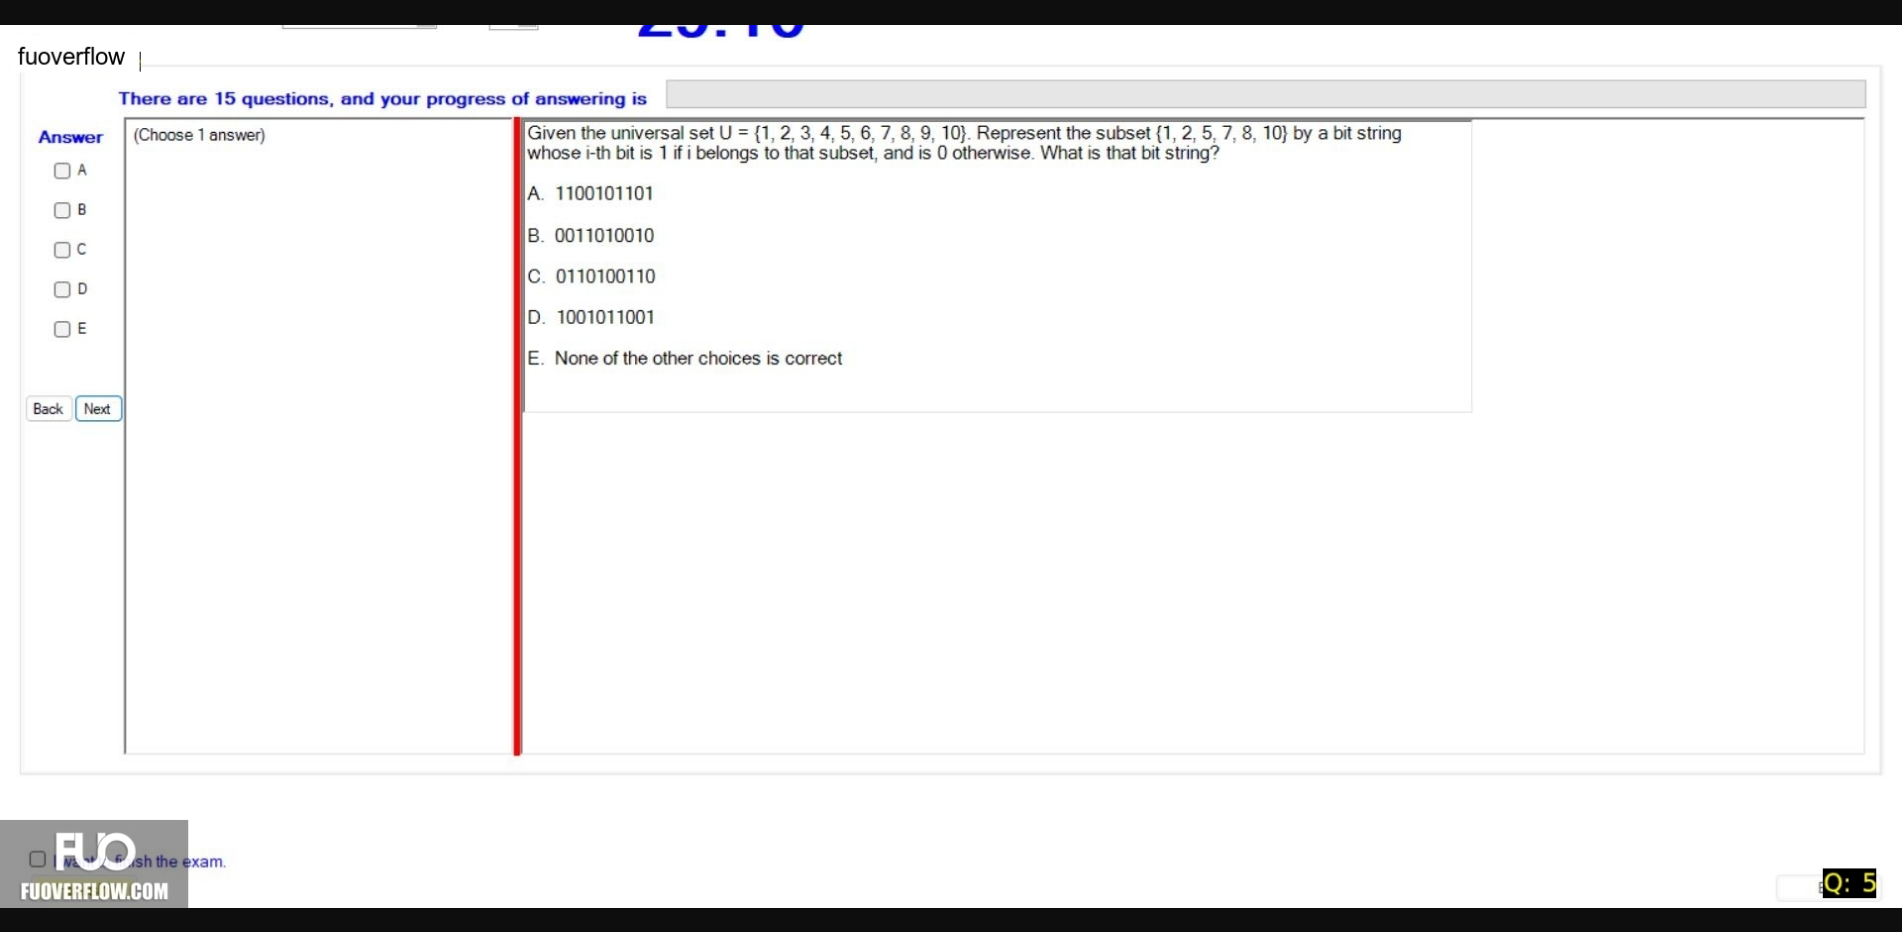 fuoverflow
There are 15 questions, and your progress of answering is
Answer
(Choose 1 answer)
A
B
C
D
E
Back Next
Given the universal set U = {1, 2, 3, 4, 5, 6, 7, 8, 9, 10}. Represent the subset {1, 2, 5, 7, 8, 10} by a bit string
whose i-th bit is 1 if i belongs to that subset, and is 0 otherwise. What is that bit string?
A. 1100101101
B. 0011010010
C. 0110100110
D. 1001011001
E. None of the other choices is correct
FUO
the exam.
FUOVERFLOW.COM
Q: 5